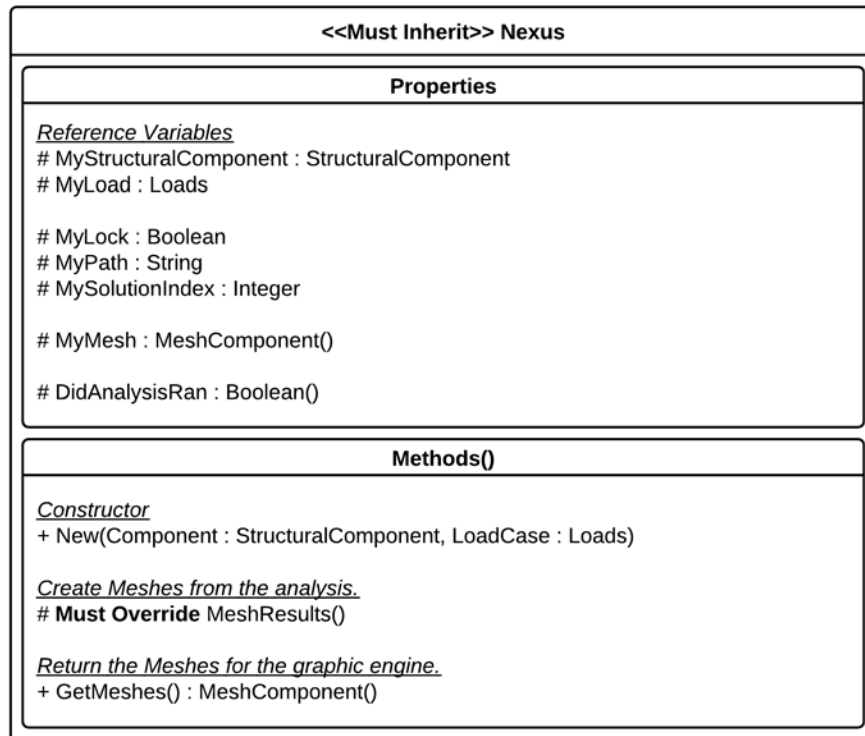 <<Must Inherit>> Nexus
Properties
Reference Variables
# MyStructuralComponent : StructuralComponent
# MyLoad : Loads
# MyLock : Boolean
# MyPath : String
# MySolutionIndex : Integer
# MyMesh : MeshComponent()
# DidAnalysisRan : Boolean()
Methods()
Constructor
+ New(Component : StructuralComponent, LoadCase : Loads)
Create Meshes from the analysis.
# Must Override MeshResults()
Return the Meshes for the graphic engine.
+ GetMeshes() : MeshComponent()